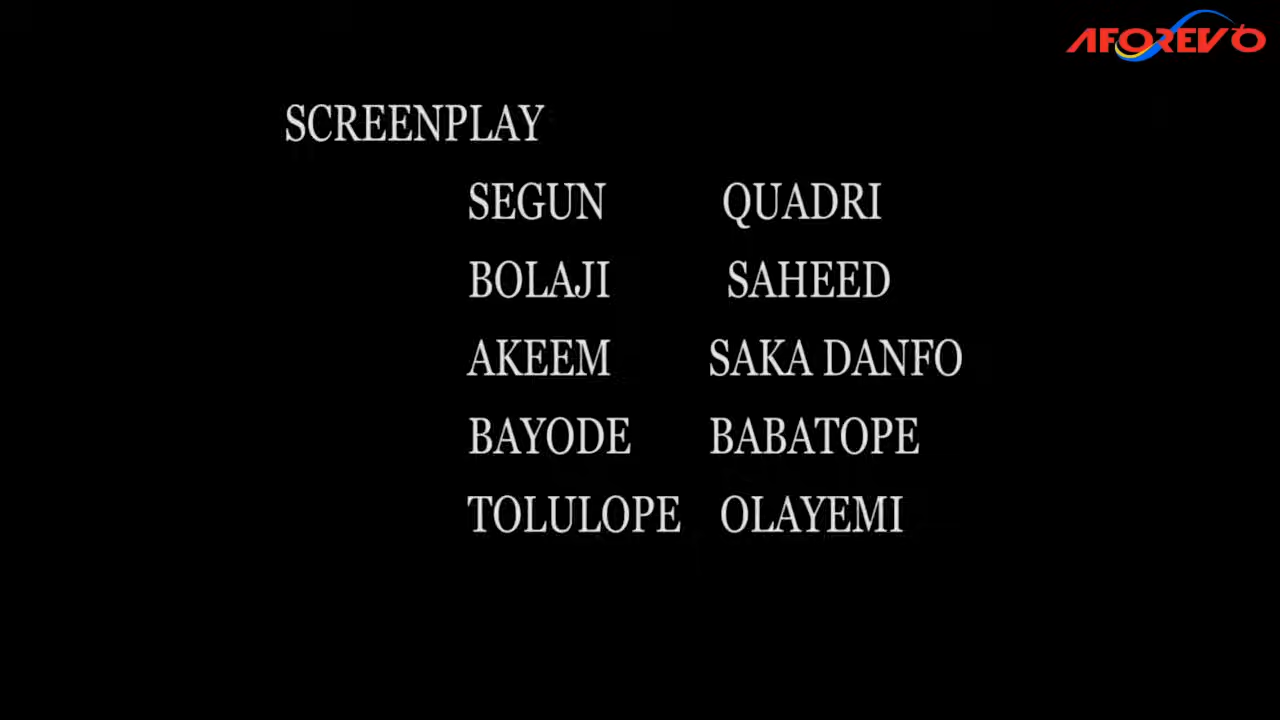 AFOREVO
SCREENPLAY
SEGUN QUADRI
BOLAJI SAHEED
AKEEM SAKA DANFO
BAYODE BABATOPE
TOLULOPE OLAYEMI